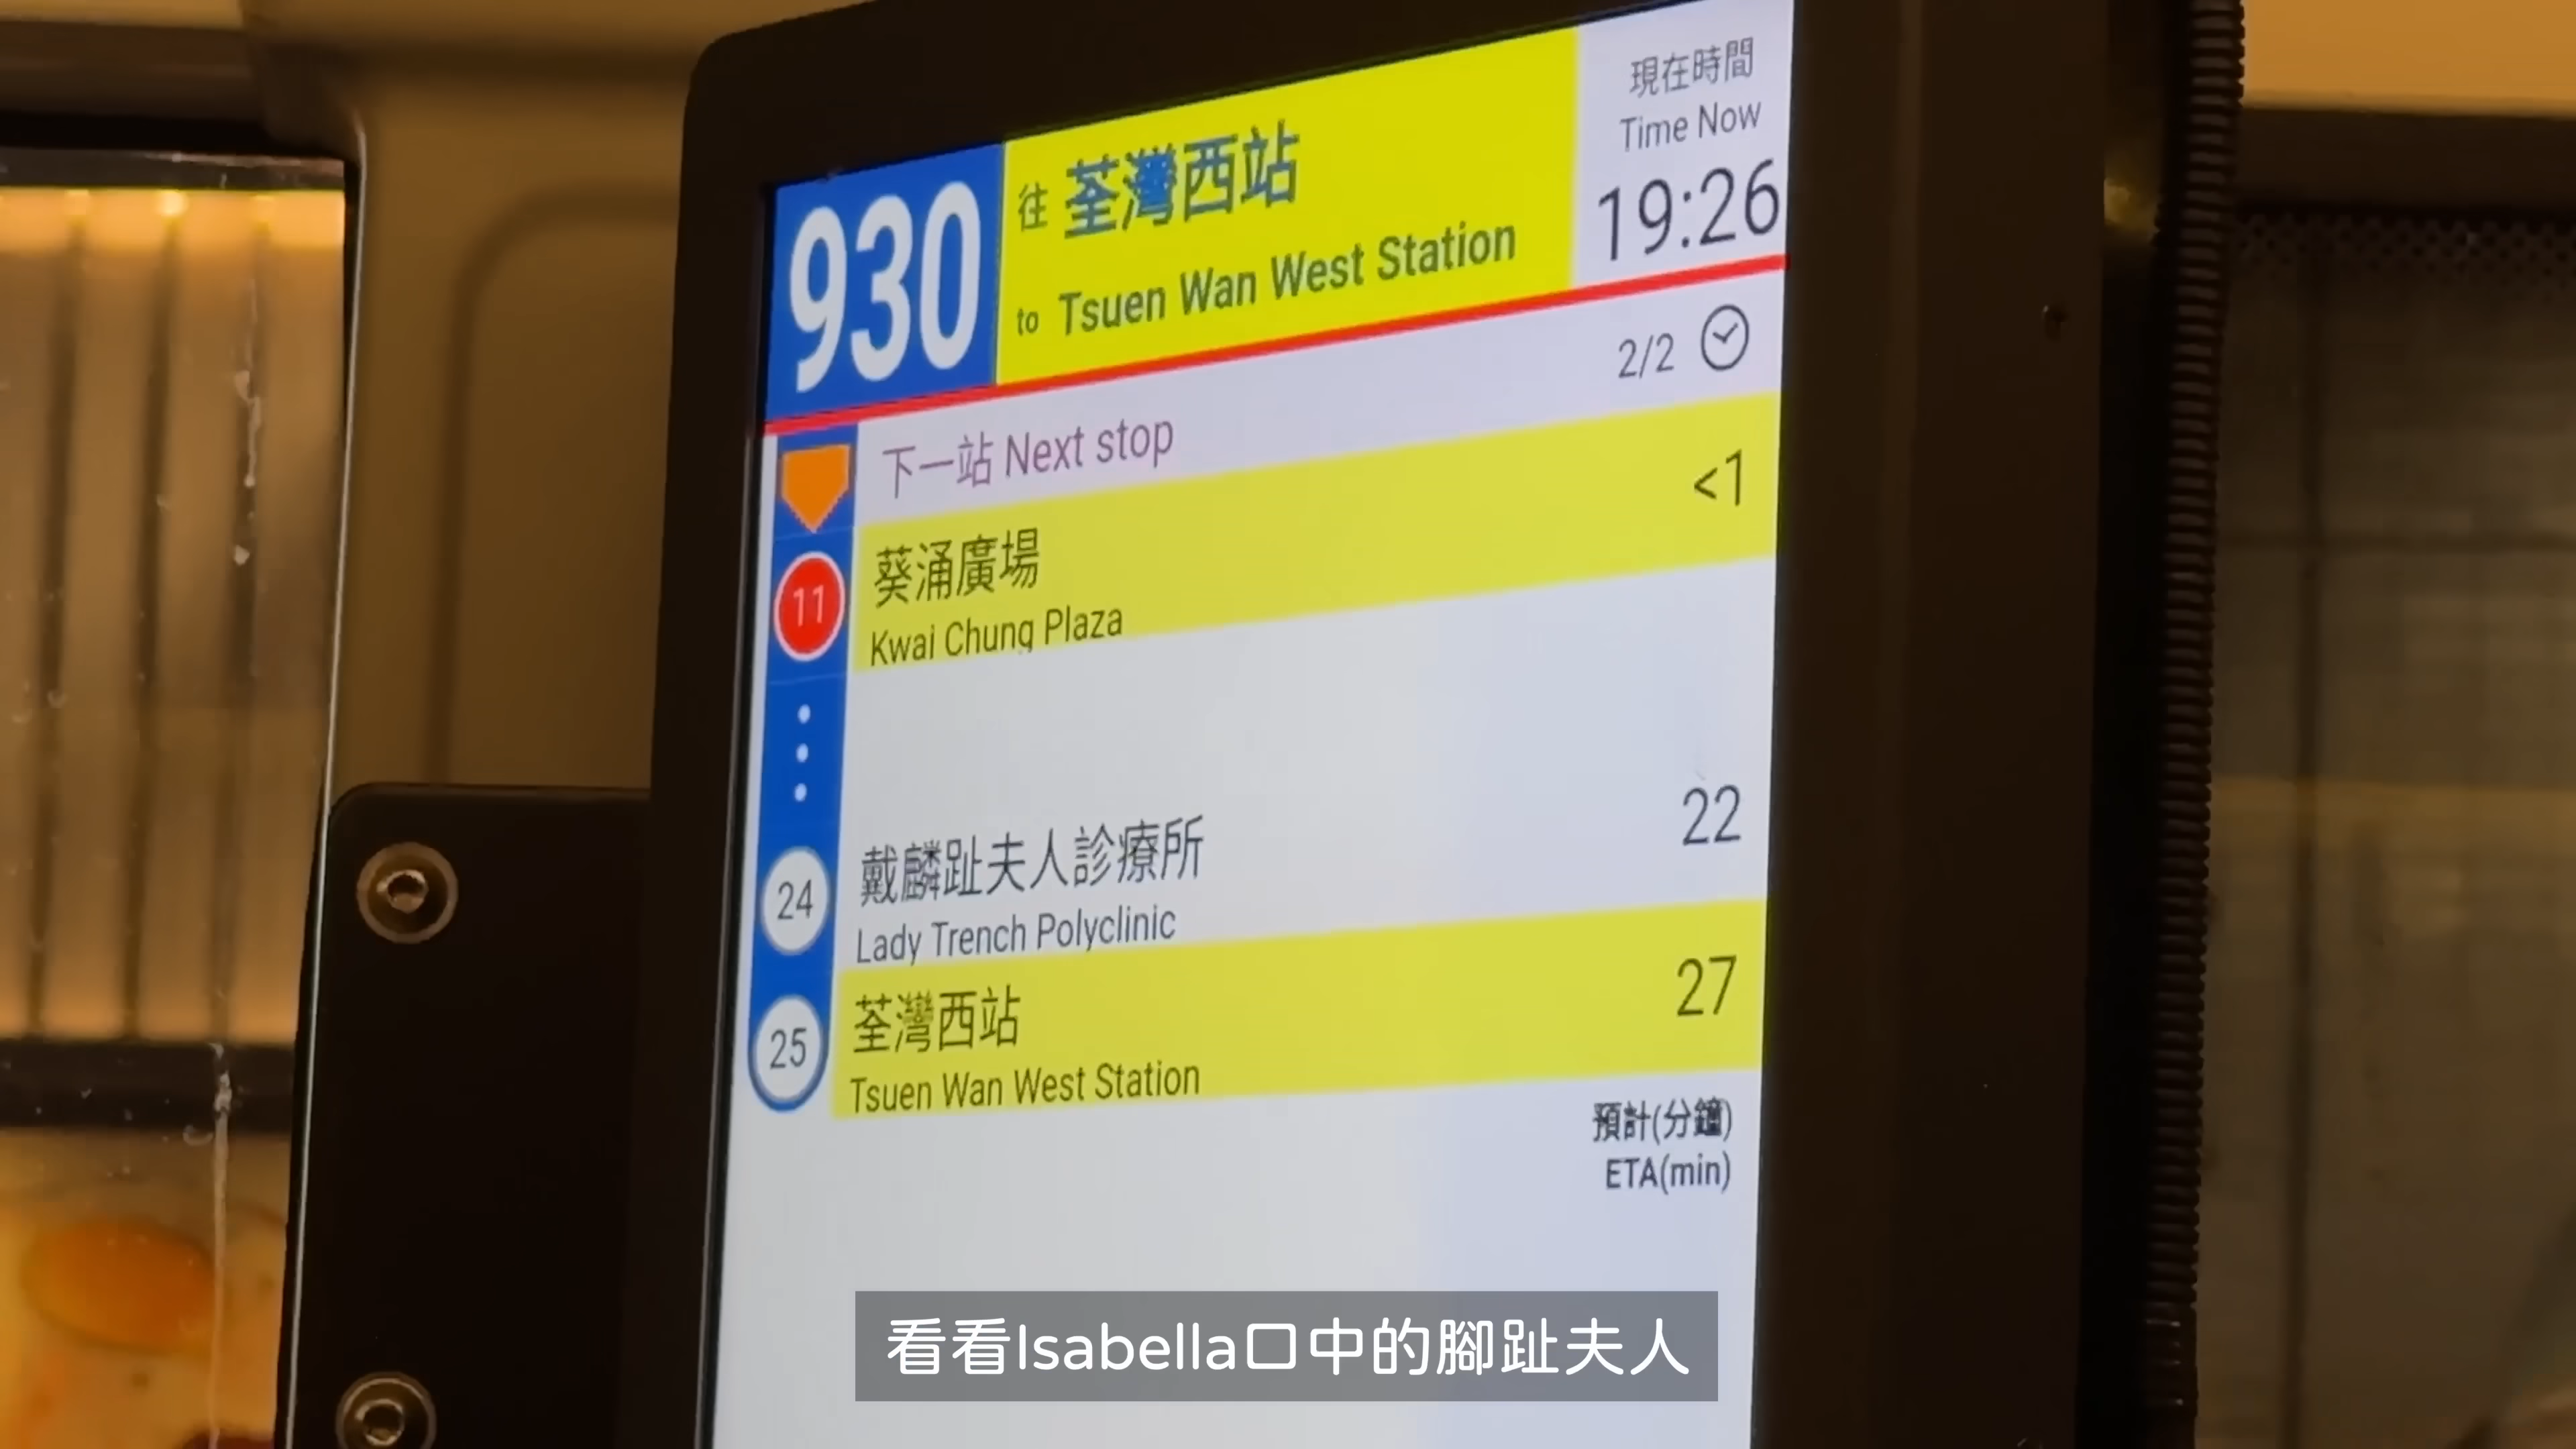 930
往 荃灣西站
to Tsuen Wan West Station
現在時間
Time Now
19:26
2/2
下一站 Next stop
11
葵涌廣場
Kwai Chung Plaza
<1
24
戴麟趾夫人診療所
Lady Trench Polyclinic
22
25
荃灣西站
Tsuen Wan West Station
27
預計(分鐘)
ETA(min)
看看Isabella口中的腳趾夫人